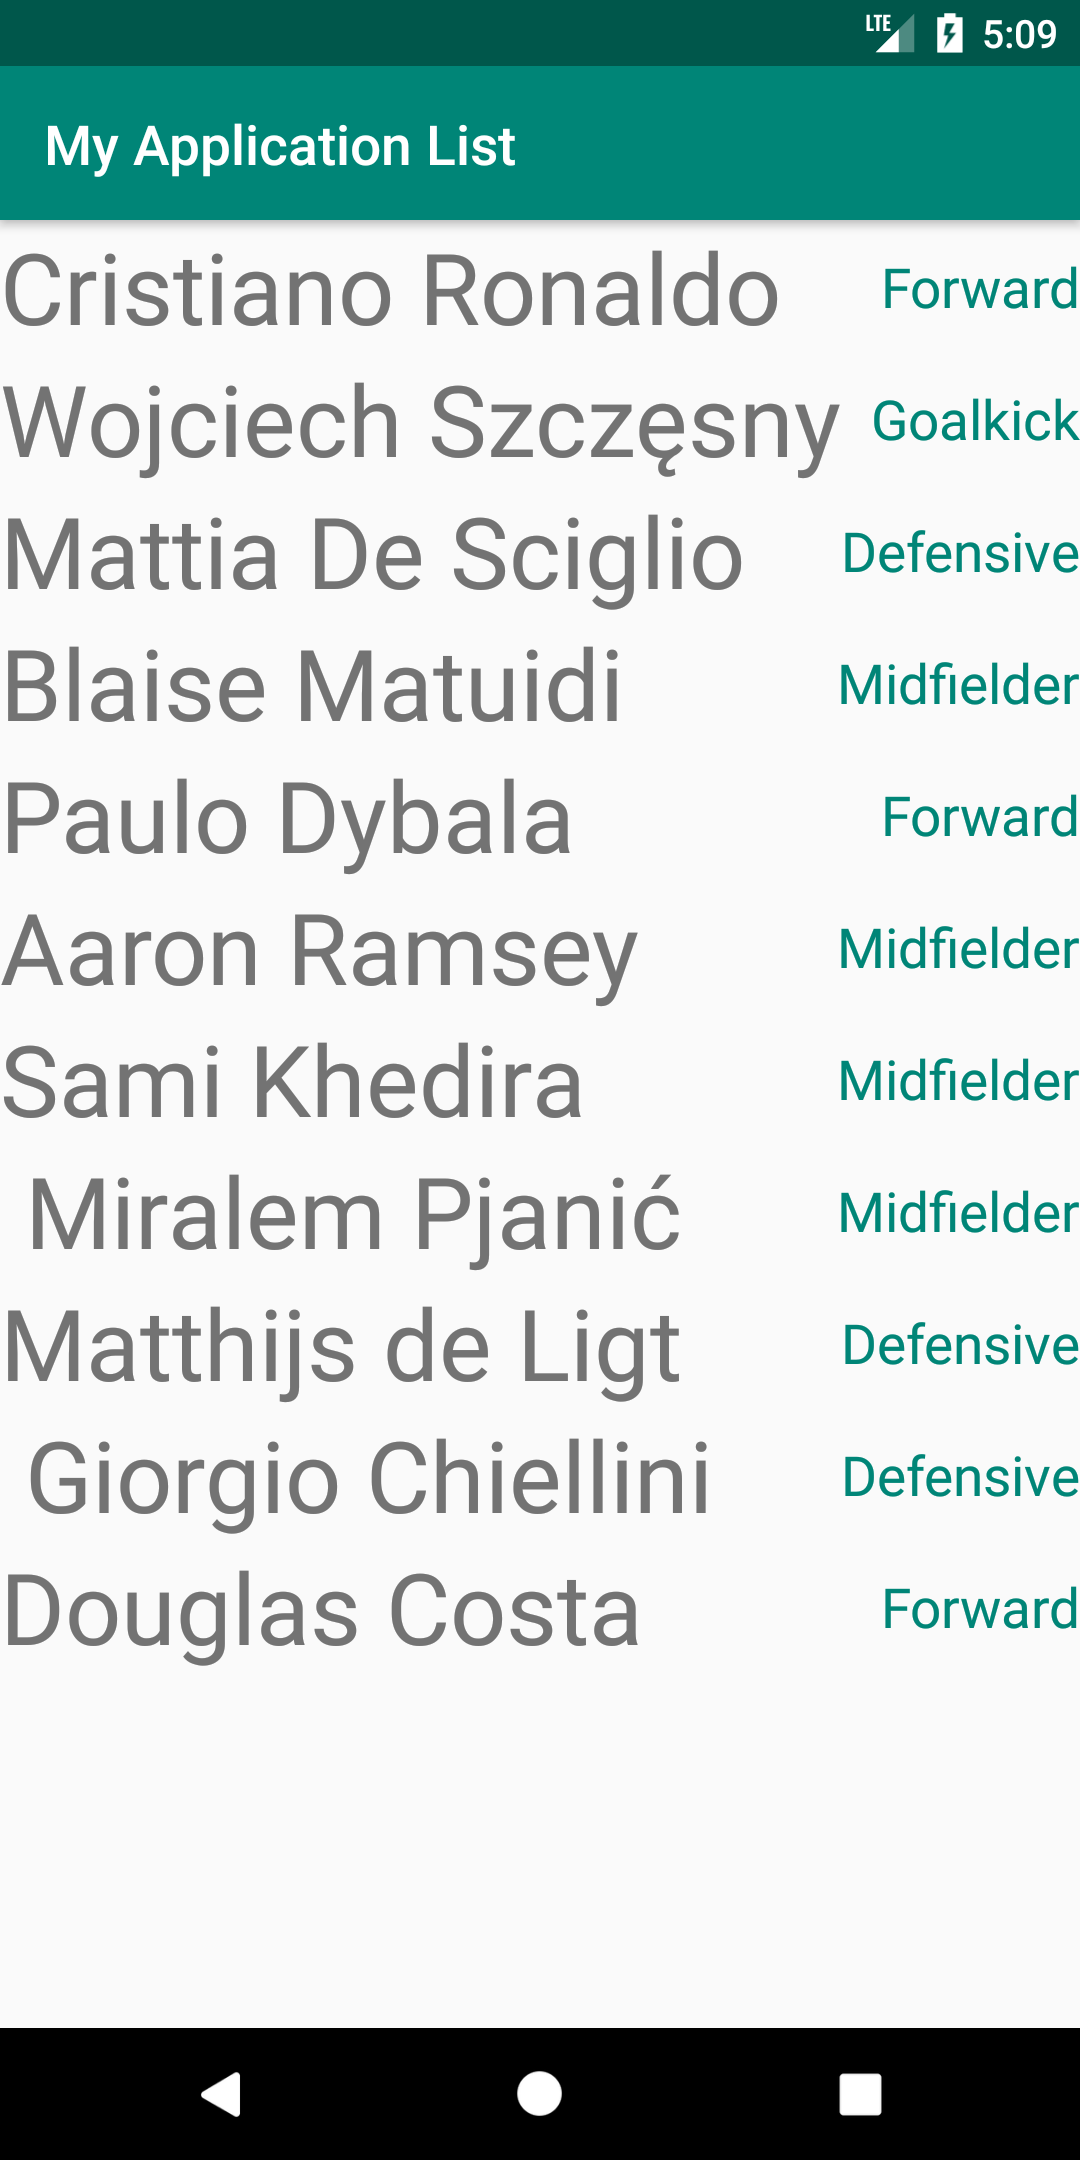 LTE 5:09
My Application List
Cristiano Ronaldo Forward
Wojciech Szczęsny Goalkick
Mattia De Sciglio Defensive
Blaise Matuidi Midfielder
Paulo Dybala Forward
Aaron Ramsey Midfielder
Sami Khedira Midfielder
Miralem Pjanić Midfielder
Matthijs de Ligt Defensive
Giorgio Chiellini Defensive
Douglas Costa Forward